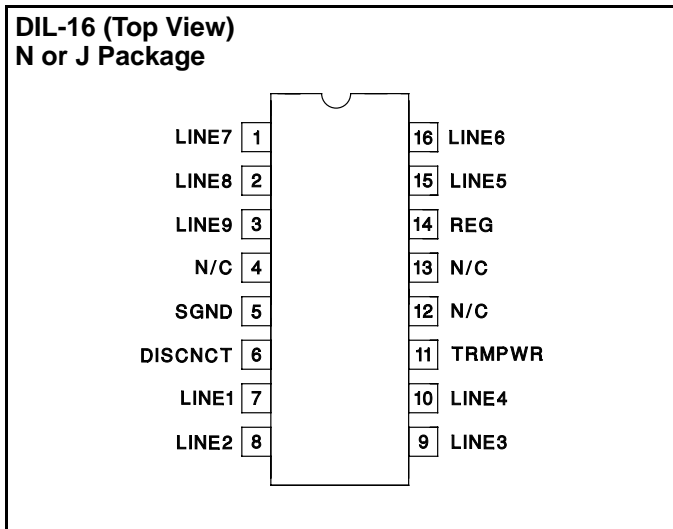 DIL-16 (Top View)
N or J Package
LINE7 1 16 LINE6
LINE8 2 15 LINE5
LINE9 3 14 REG
N/C 4 13 N/C
SGND 5 12 N/C
DISCNCT 6 11 TRMPWR
LINE1 7 10 LINE4
LINE2 8 9 LINE3